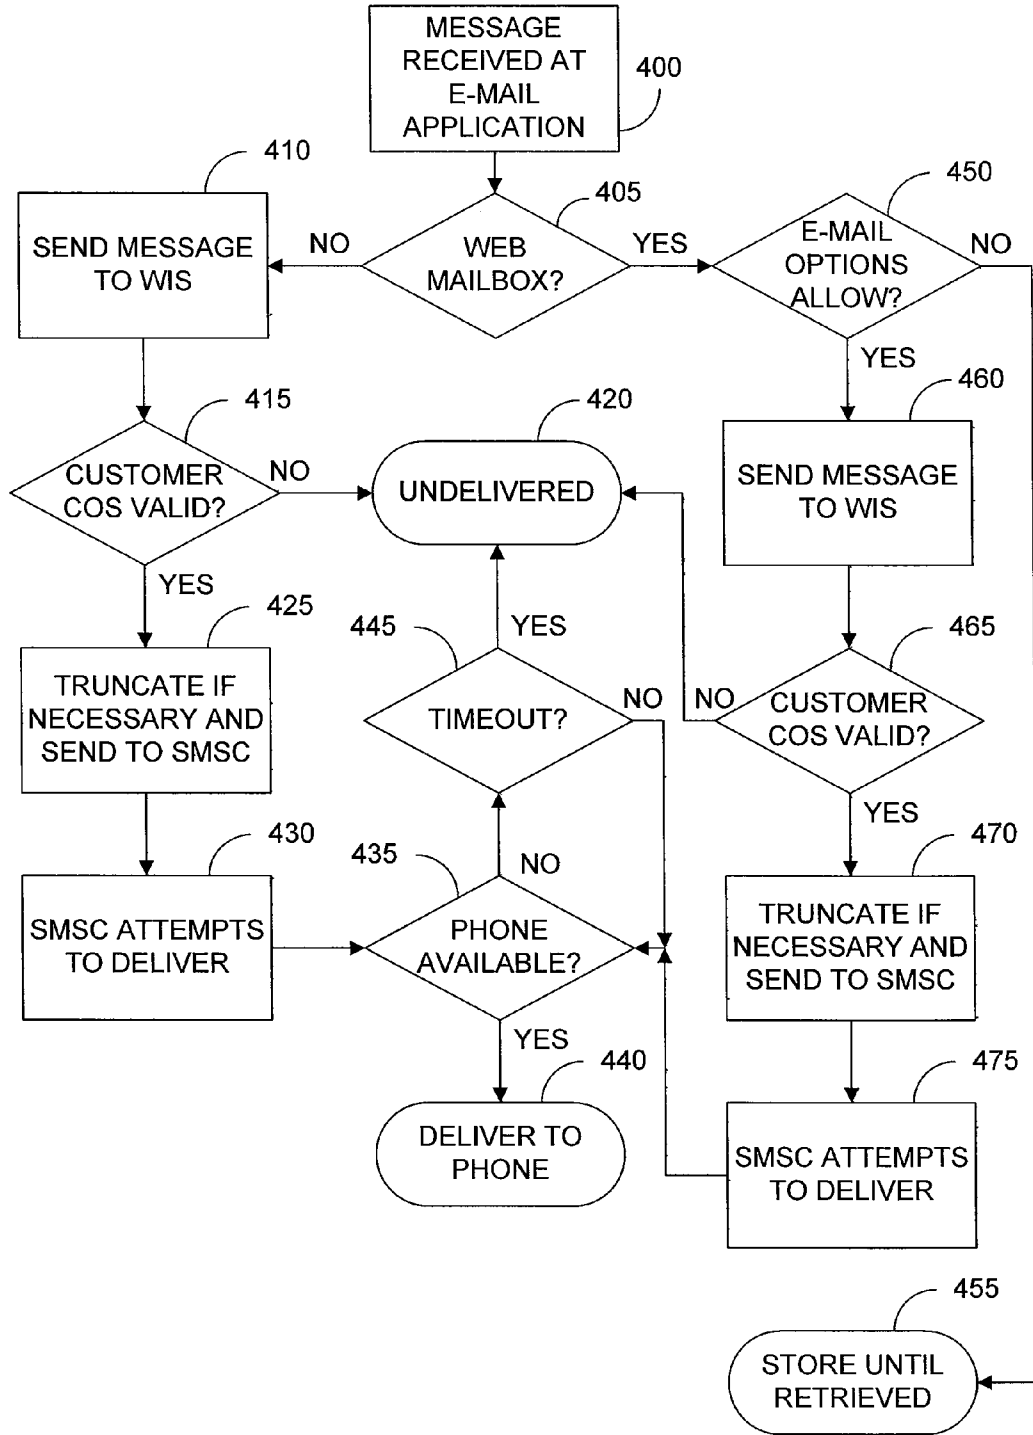 MESSAGE
RECEIVED AT
E-MAIL
APPLICATION
400
410
SEND MESSAGE
TO WIS
NO
405
WEB
MAILBOX?
YES
450
E-MAIL
OPTIONS
ALLOW?
NO
YES
415
CUSTOMER
COS VALID?
NO
YES
420
UNDELIVERED
460
SEND MESSAGE
TO WIS
425
TRUNCATE IF
NECESSARY AND
SEND TO SMSC
445
YES
TIMEOUT?
NO
465
NO
CUSTOMER
COS VALID?
YES
430
SMSC ATTEMPTS
TO DELIVER
435
NO
PHONE
AVAILABLE?
YES
470
TRUNCATE IF
NECESSARY AND
SEND TO SMSC
440
DELIVER TO
PHONE
475
SMSC ATTEMPTS
TO DELIVER
455
STORE UNTIL
RETRIEVED